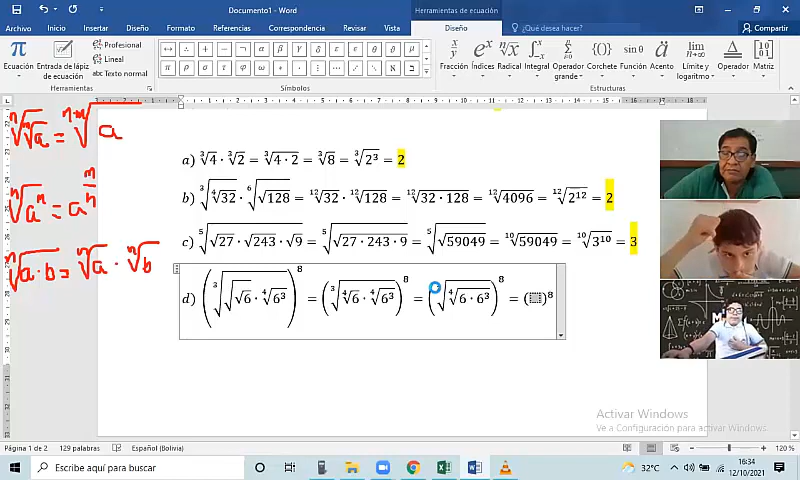 Documento1 - Word
Herramientas de ecuación
Archivo Inicio Insertar Diseño Formato Referencias Correspondencia Revisar Vista Diseño ¿Qué desea hacer? Compartir
Profesional
Lineal
abc Texto normal
Ecuación Entrada de lápiz de ecuación
Fracción Índices Radical Integral Operador grande Corchete Función Acento Límite y logaritmo Operador Matriz
Símbolos Estructuras
ⁿ√(ᵐ√a) = ⁿ·ᵐ√a
a) ∛4 · ∛2 = ∛(4 · 2) = ∛8 = ∛(2³) = 2
b) ∛(⁴√32) · ⁶√(√128) = ¹²√32 · ¹²√128 = ¹²√(32 · 128) = ¹²√4096 = ¹²√(2¹²) = 2
c) ⁵√(√27 · √243 · √9) = ⁵√(√(27 · 243 · 9)) = ⁵√(√59049) = ¹⁰√59049 = ¹⁰√(3¹⁰) = 3
ⁿ√(a·b) = ⁿ√a · ⁿ√b
d) (∛(√(√6) · ⁴√(6³)))⁸ = (∛(⁴√6 · ⁴√(6³)))⁸ = (√(⁴√(6 · 6³)))⁸ = (⬚)⁸
Activar Windows
Ve a Configuración para activar Windows.
Página 1 de 2 129 palabras Español (Bolivia) 120 %
Escribe aquí para buscar
32°C
16:34
12/10/2021